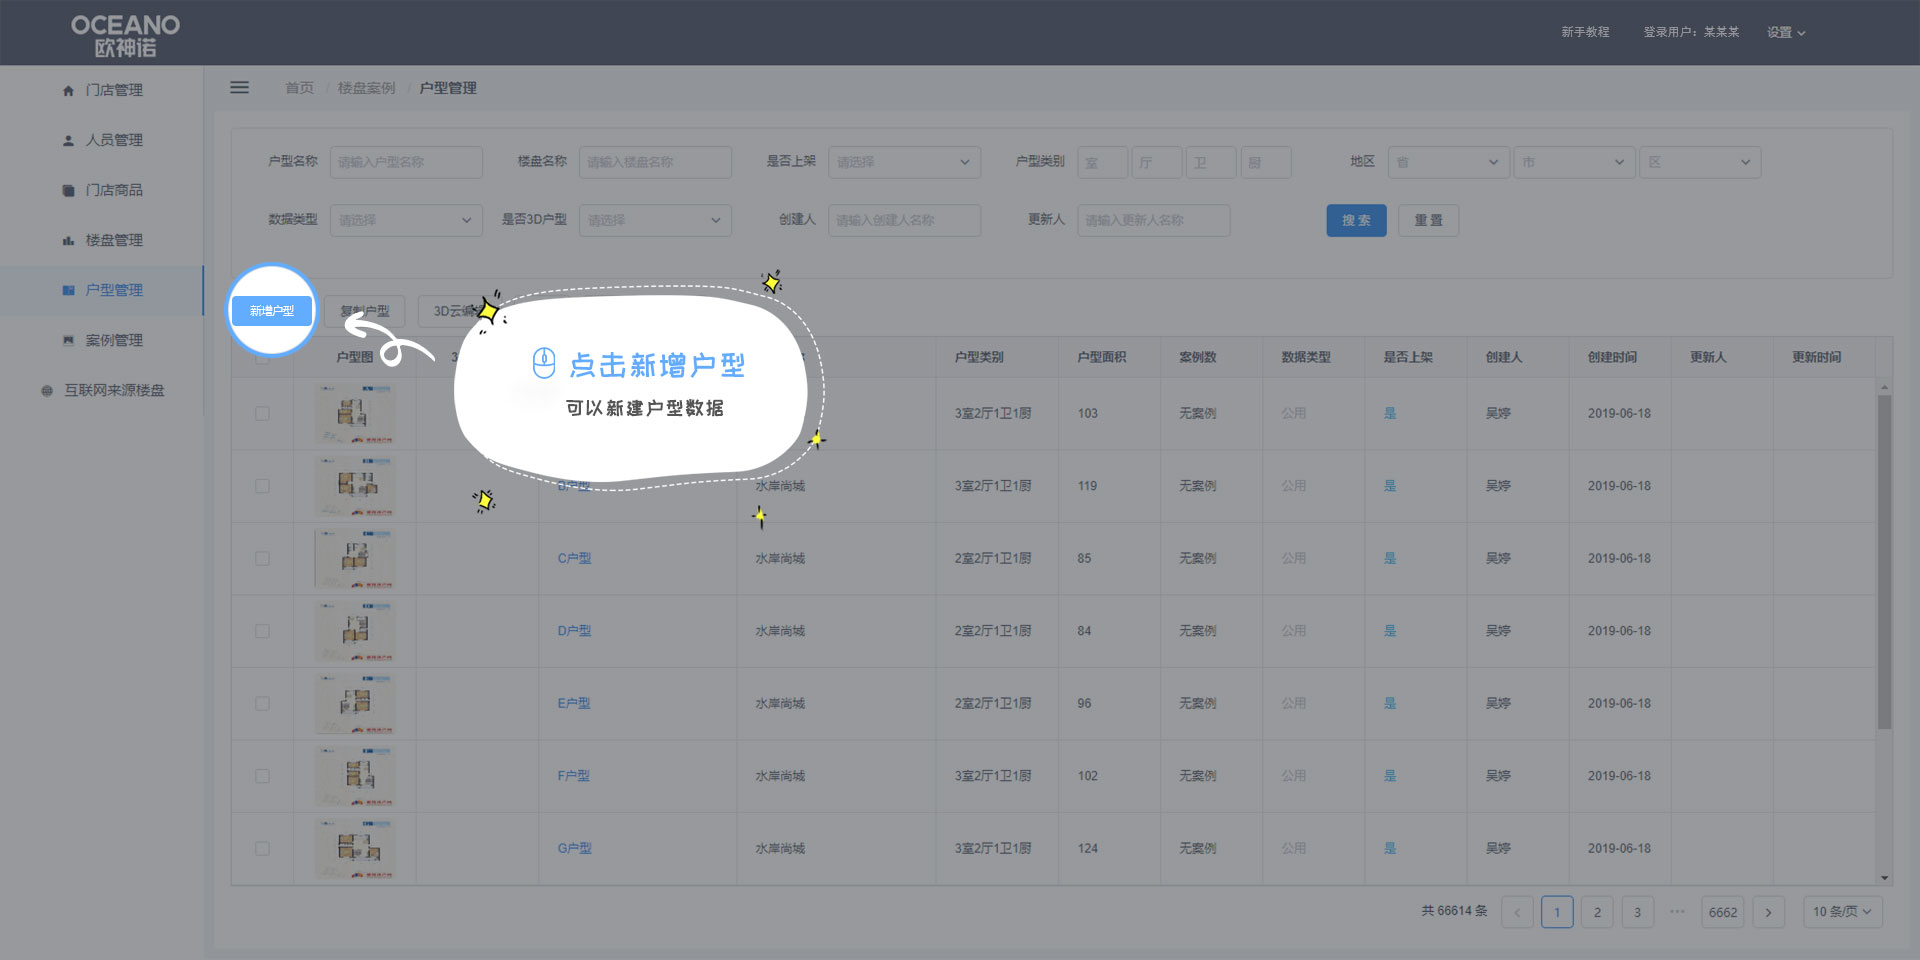 OCEANO
欧神诺
新手教程 登录用户：某某某 设置
门店管理
人员管理
门店商品
楼盘管理
户型管理
案例管理
互联网来源楼盘
首页 / 楼盘案例 / 户型管理
户型名称 请输入户型名称 楼盘名称 请输入楼盘名称 是否上架 请选择 户型类别 室 厅 卫 厨 地区 省 市 区
数据类型 请选择 是否3D户型 请选择 创建人 请输入创建人名称 更新人 请输入更新人名称 搜 索 重 置
新增户型 复制户型 3D云编
点击新增户型
可以新建户型数据
户型图 户型类别 户型面积 案例数 数据类型 是否上架 创建人 创建时间 更新人 更新时间
3室2厅1卫1厨 103 无案例 公用 是 吴婷 2019-06-18
B户型 水岸尚城 3室2厅1卫1厨 119 无案例 公用 是 吴婷 2019-06-18
C户型 水岸尚城 2室2厅1卫1厨 85 无案例 公用 是 吴婷 2019-06-18
D户型 水岸尚城 2室2厅1卫1厨 84 无案例 公用 是 吴婷 2019-06-18
E户型 水岸尚城 2室2厅1卫1厨 96 无案例 公用 是 吴婷 2019-06-18
F户型 水岸尚城 3室2厅1卫1厨 102 无案例 公用 是 吴婷 2019-06-18
G户型 水岸尚城 3室2厅1卫1厨 124 无案例 公用 是 吴婷 2019-06-18
共 66614 条 < 1 2 3 ••• 6662 > 10 条/页